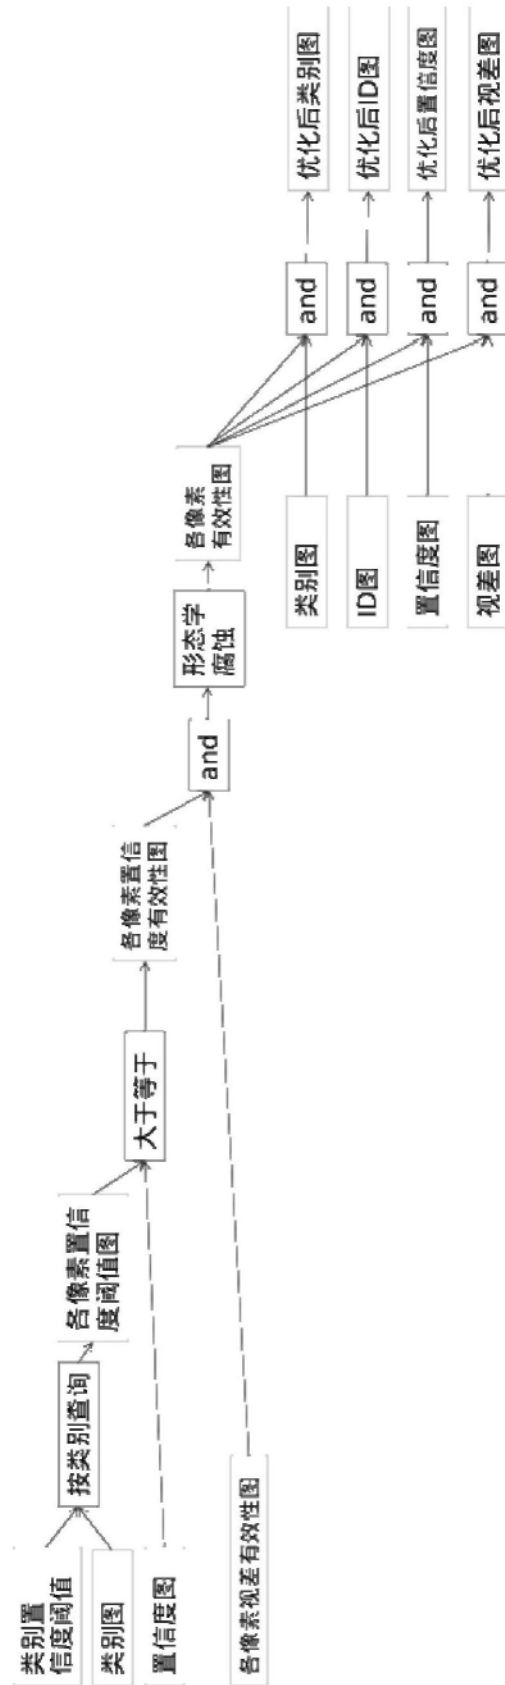 类别置
信度阈值
类别图
置信度图
各像素视差有效性图
按类别查询
各像素置信
度阈值图
大于等于
各像素置信
度有效性图
and
形态学
腐蚀
各像素
有效性图
类别图
ID图
置信度图
视差图
and
and
and
and
优化后类别图
优化后ID图
优化后置信度图
优化后视差图